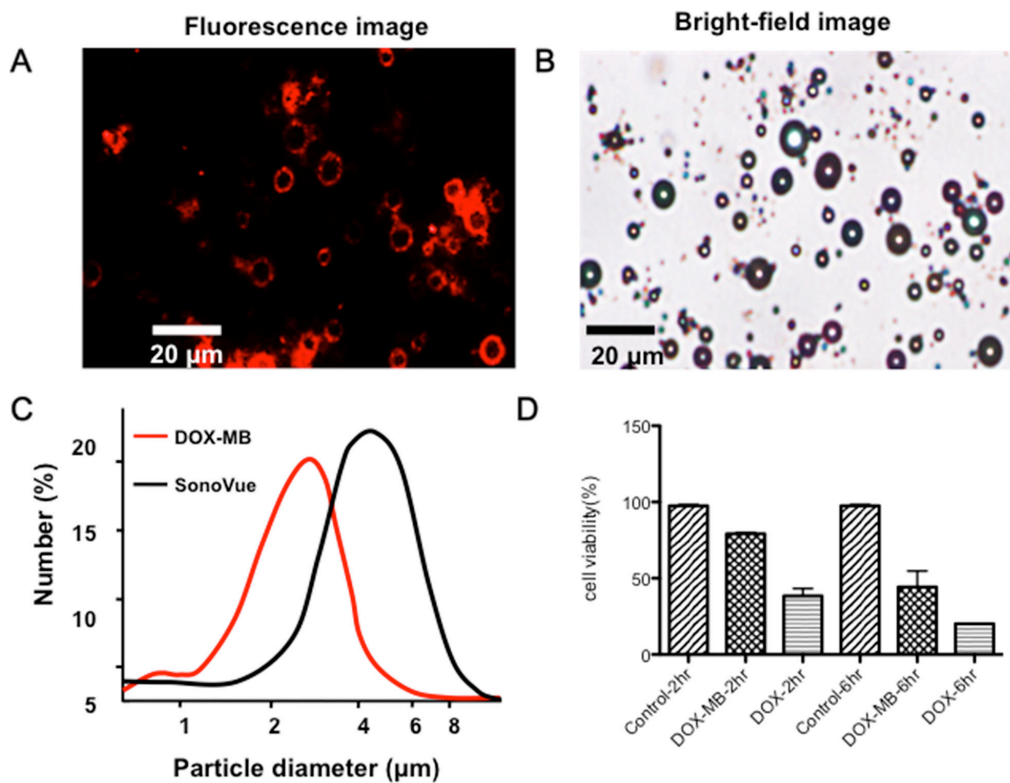 Fluorescence image
Bright-field image
A
B
20 µm
20 µm
C
D
20
15
10
5
Number (%)
DOX-MB
SonoVue
1
2
4
6
8
Particle diameter (µm)
150
100
50
0
cell viability(%)
Control-2hr
DOX-MB-2hr
DOX-2hr
Control-6hr
DOX-MB-6hr
DOX-6hr